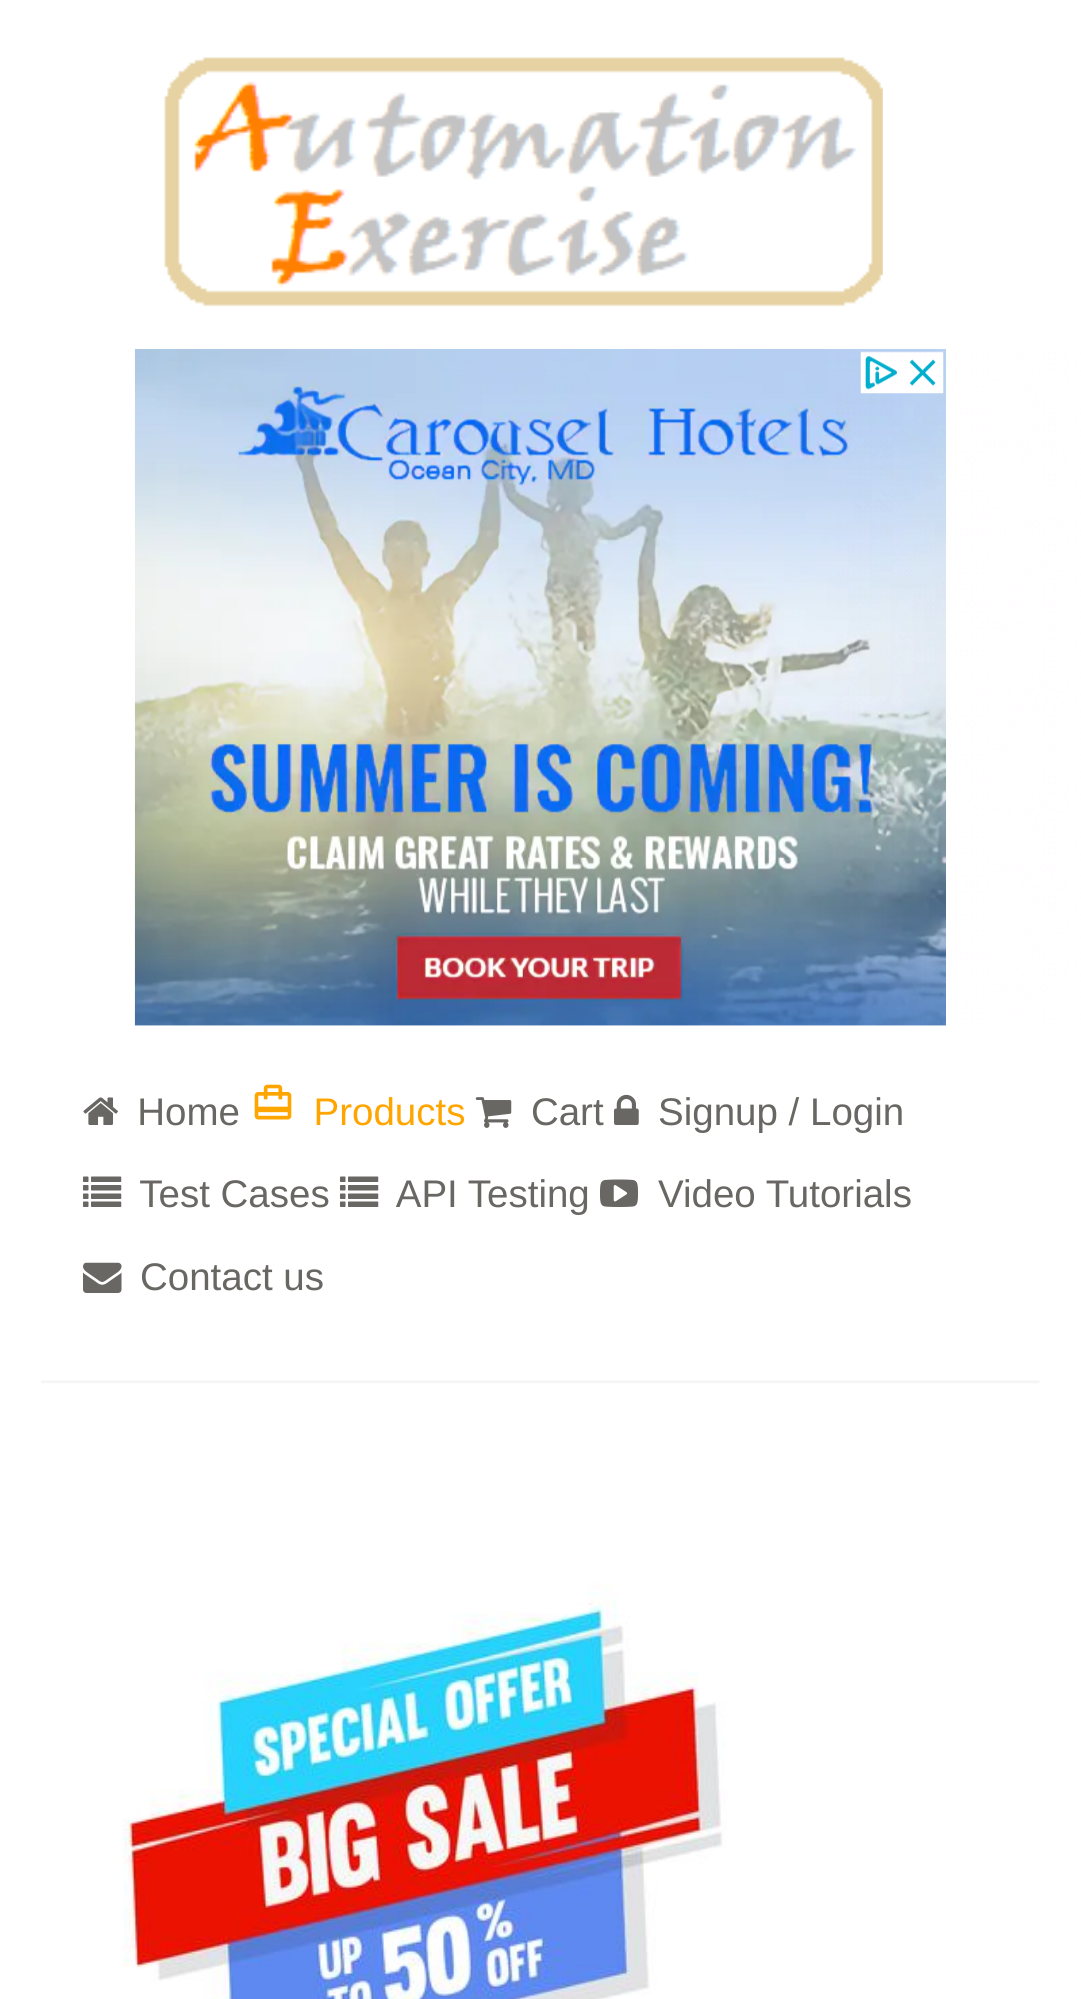 Automation
Exercise
Carousel Hotels
Ocean City, MD
SUMMER IS COMING!
CLAIM GREAT RATES & REWARDS
WHILE THEY LAST
BOOK YOUR TRIP
Home Products Cart Signup / Login
Test Cases API Testing Video Tutorials
Contact us
SPECIAL OFFER
BIG SALE
UP TO 50% OFF